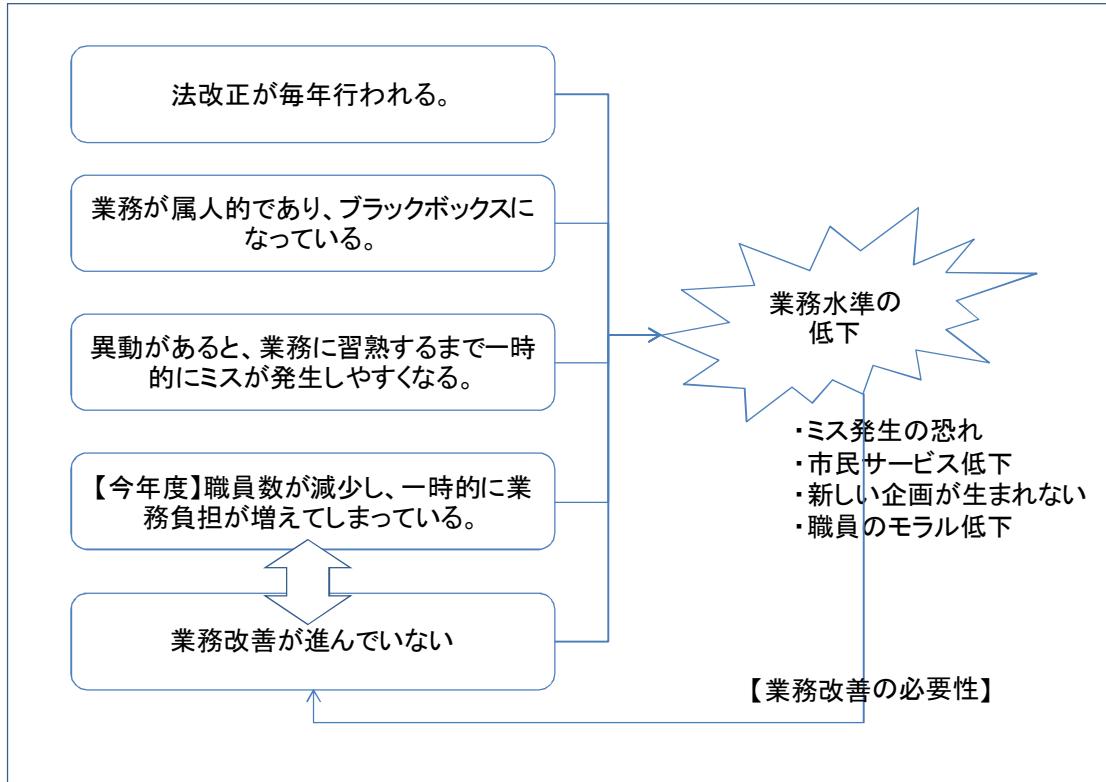 法改正が毎年行われる。
業務が属人的であり、ブラックボックスに
なっている。
異動があると、業務に習熟するまで一時
的にミスが発生しやすくなる。
【今年度】職員数が減少し、一時的に業
務負担が増えてしまっている。
業務改善が進んでいない
業務水準の
低下
・ミス発生の恐れ
・市民サービス低下
・新しい企画が生まれない
・職員のモラル低下
【業務改善の必要性】